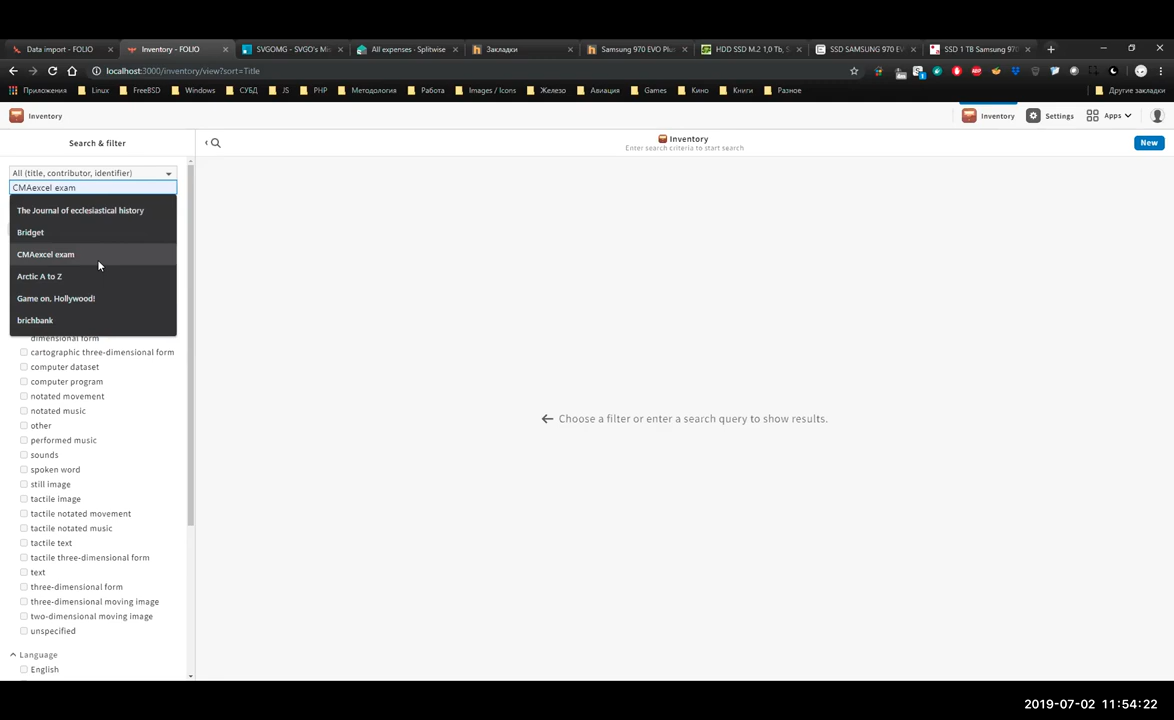 Data import - FOLIO
Inventory - FOLIO
SVGOMG - SVGO's Mi
All expenses - Splitwise
Закладки
Samsung 970 EVO Plu
HDD SSD M.2 1,0 Tb, S
SSD SAMSUNG 970 EV
SSD 1 TB Samsung 970
localhost:3000/inventory/view?sort=Title
Приложения
Linux
FreeBSD
Windows
СУБД
JS
PHP
Методология
Работа
Images / Icons
Железо
Авиация
Games
Кино
Книги
Разное
Другие закладки
Inventory
Inventory
Settings
Apps
Search & filter
Inventory
Enter search criteria to start search
New
All (title, contributor, identifier)
CMAexcel exam
The Journal of ecclesiastical history
Bridget
CMAexcel exam
Arctic A to Z
Game on, Hollywood!
brichbank
dimensional form
cartographic three-dimensional form
computer dataset
computer program
notated movement
notated music
other
performed music
sounds
spoken word
still image
tactile image
tactile notated movement
tactile notated music
tactile text
tactile three-dimensional form
text
three-dimensional form
three-dimensional moving image
two-dimensional moving image
unspecified
Language
English
Choose a filter or enter a search query to show results.
2019-07-02 11:54:22